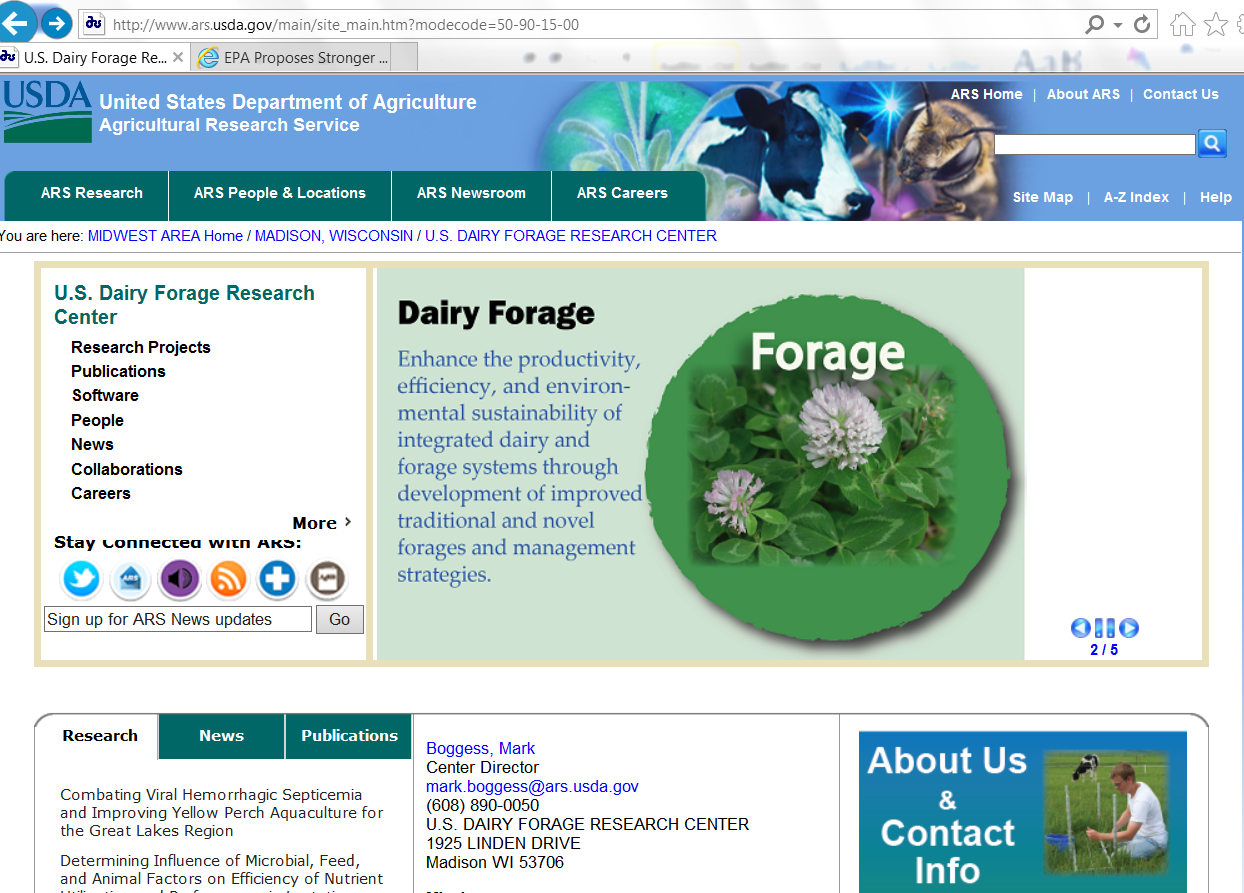 http://www.ars.usda.gov/main/site_main.htm?modecode=50-90-15-00
U.S. Dairy Forage Re...
EPA Proposes Stronger ...
USDA
United States Department of Agriculture
Agricultural Research Service
ARS Home | About ARS | Contact Us
ARS Research
ARS People & Locations
ARS Newsroom
ARS Careers
Site Map | A-Z Index | Help
You are here: MIDWEST AREA Home / MADISON, WISCONSIN / U.S. DAIRY FORAGE RESEARCH CENTER
U.S. Dairy Forage Research
Center
Research Projects
Publications
Software
People
News
Collaborations
Careers
More ›
Stay Connected with ARS:
Sign up for ARS News updates
Go
Dairy Forage
Enhance the productivity,
efficiency, and environ-
mental sustainability of
integrated dairy and
forage systems through
development of improved
traditional and novel
forages and management
strategies.
Forage
2 / 5
Research
News
Publications
Combating Viral Hemorrhagic Septicemia
and Improving Yellow Perch Aquaculture for
the Great Lakes Region
Determining Influence of Microbial, Feed,
and Animal Factors on Efficiency of Nutrient
Boggess, Mark
Center Director
mark.boggess@ars.usda.gov
(608) 890-0050
U.S. DAIRY FORAGE RESEARCH CENTER
1925 LINDEN DRIVE
Madison WI 53706
About Us
&
Contact
Info